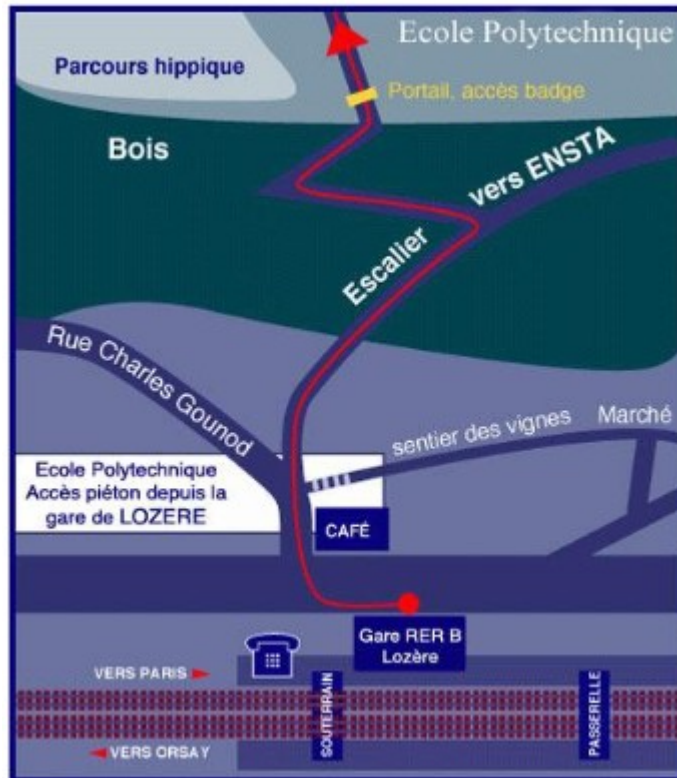 Ecole Polytechnique
Parcours hippique
Portail, accès badge
Bois
vers ENSTA
Escalier
Rue Charles Gounod
sentier des vignes
Marché
Ecole Polytechnique
Accès piéton depuis la
gare de LOZERE
CAFÉ
Gare RER B
Lozère
VERS PARIS
SOUTERRAIN
PASSERELLE
VERS ORSAY